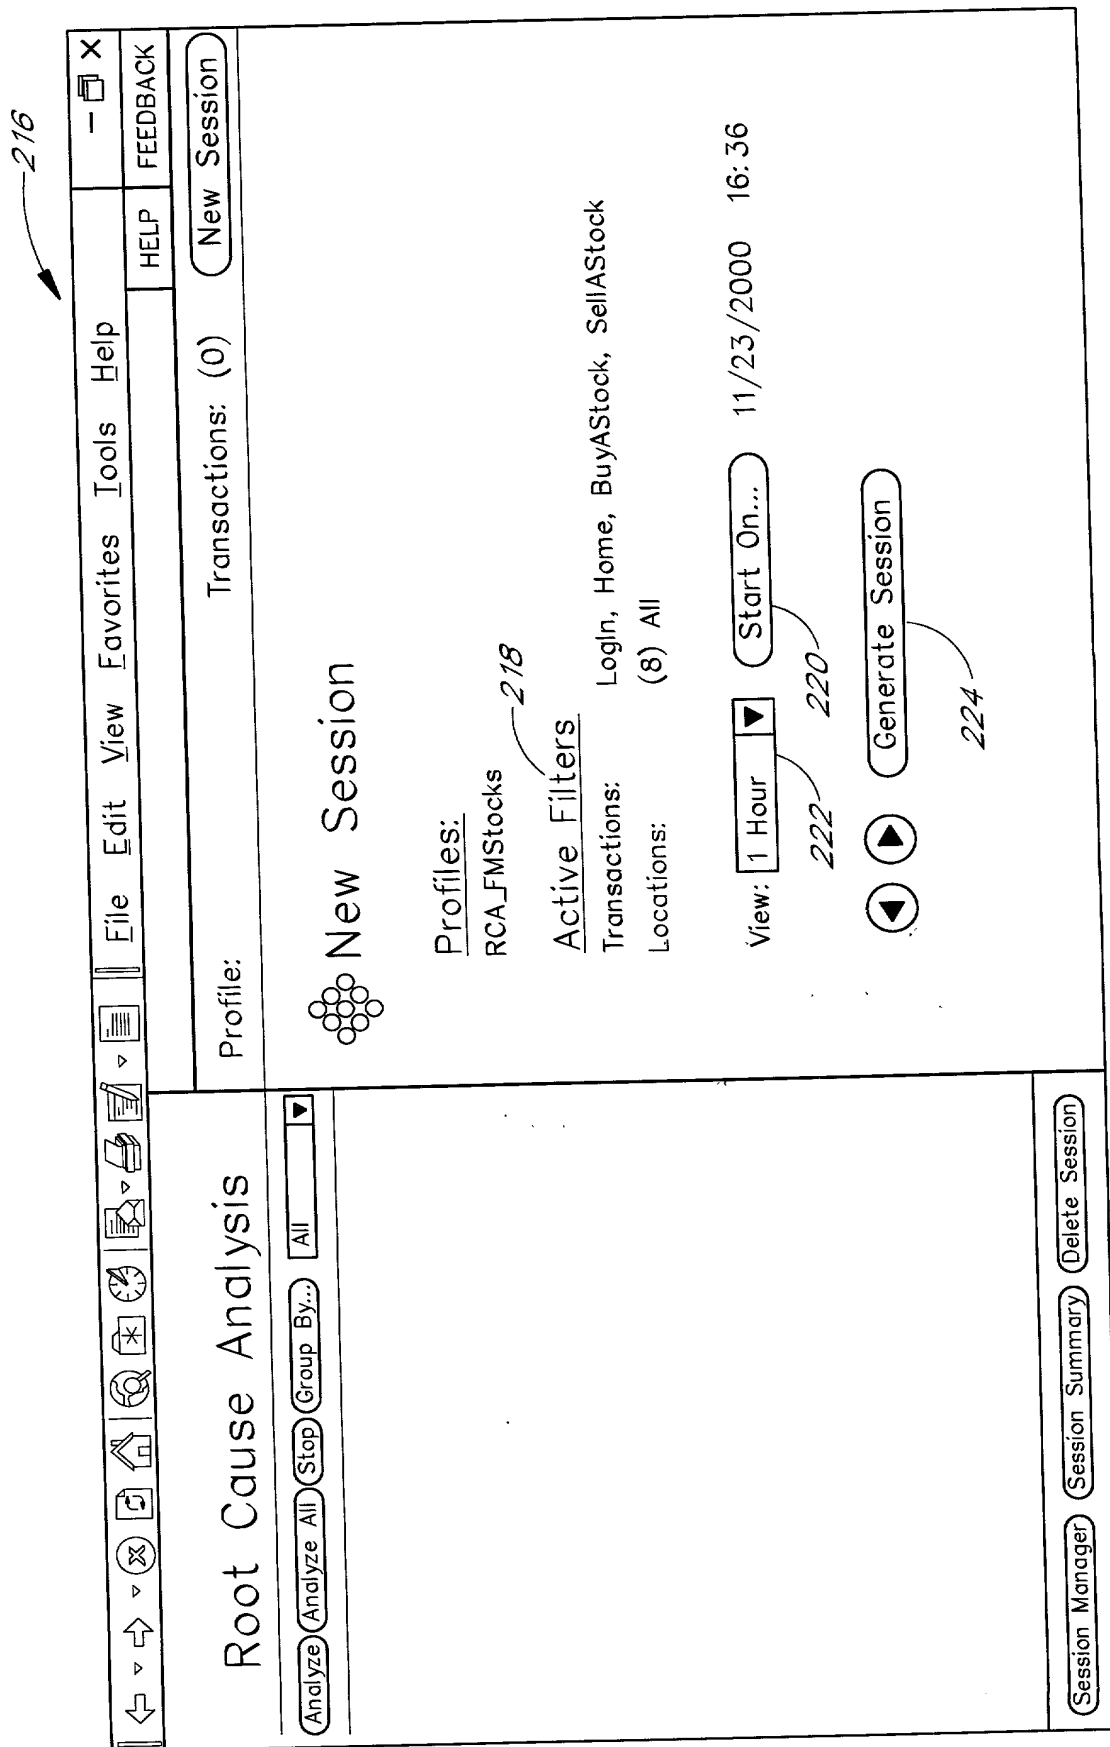 216
File Edit View Favorites Tools Help
HELP FEEDBACK
Root Cause Analysis
Profile: Transactions: (0) New Session
Analyze Analyze All Stop Group By... All
New Session
Profiles:
RCA_FMStocks
218
Active Filters
Transactions: LogIn, Home, BuyAStock, SellAStock
Locations: (8) All
View: 1 Hour Start On... 11/23/2000 16:36
222 220
Generate Session
224
Session Manager Session Summary Delete Session